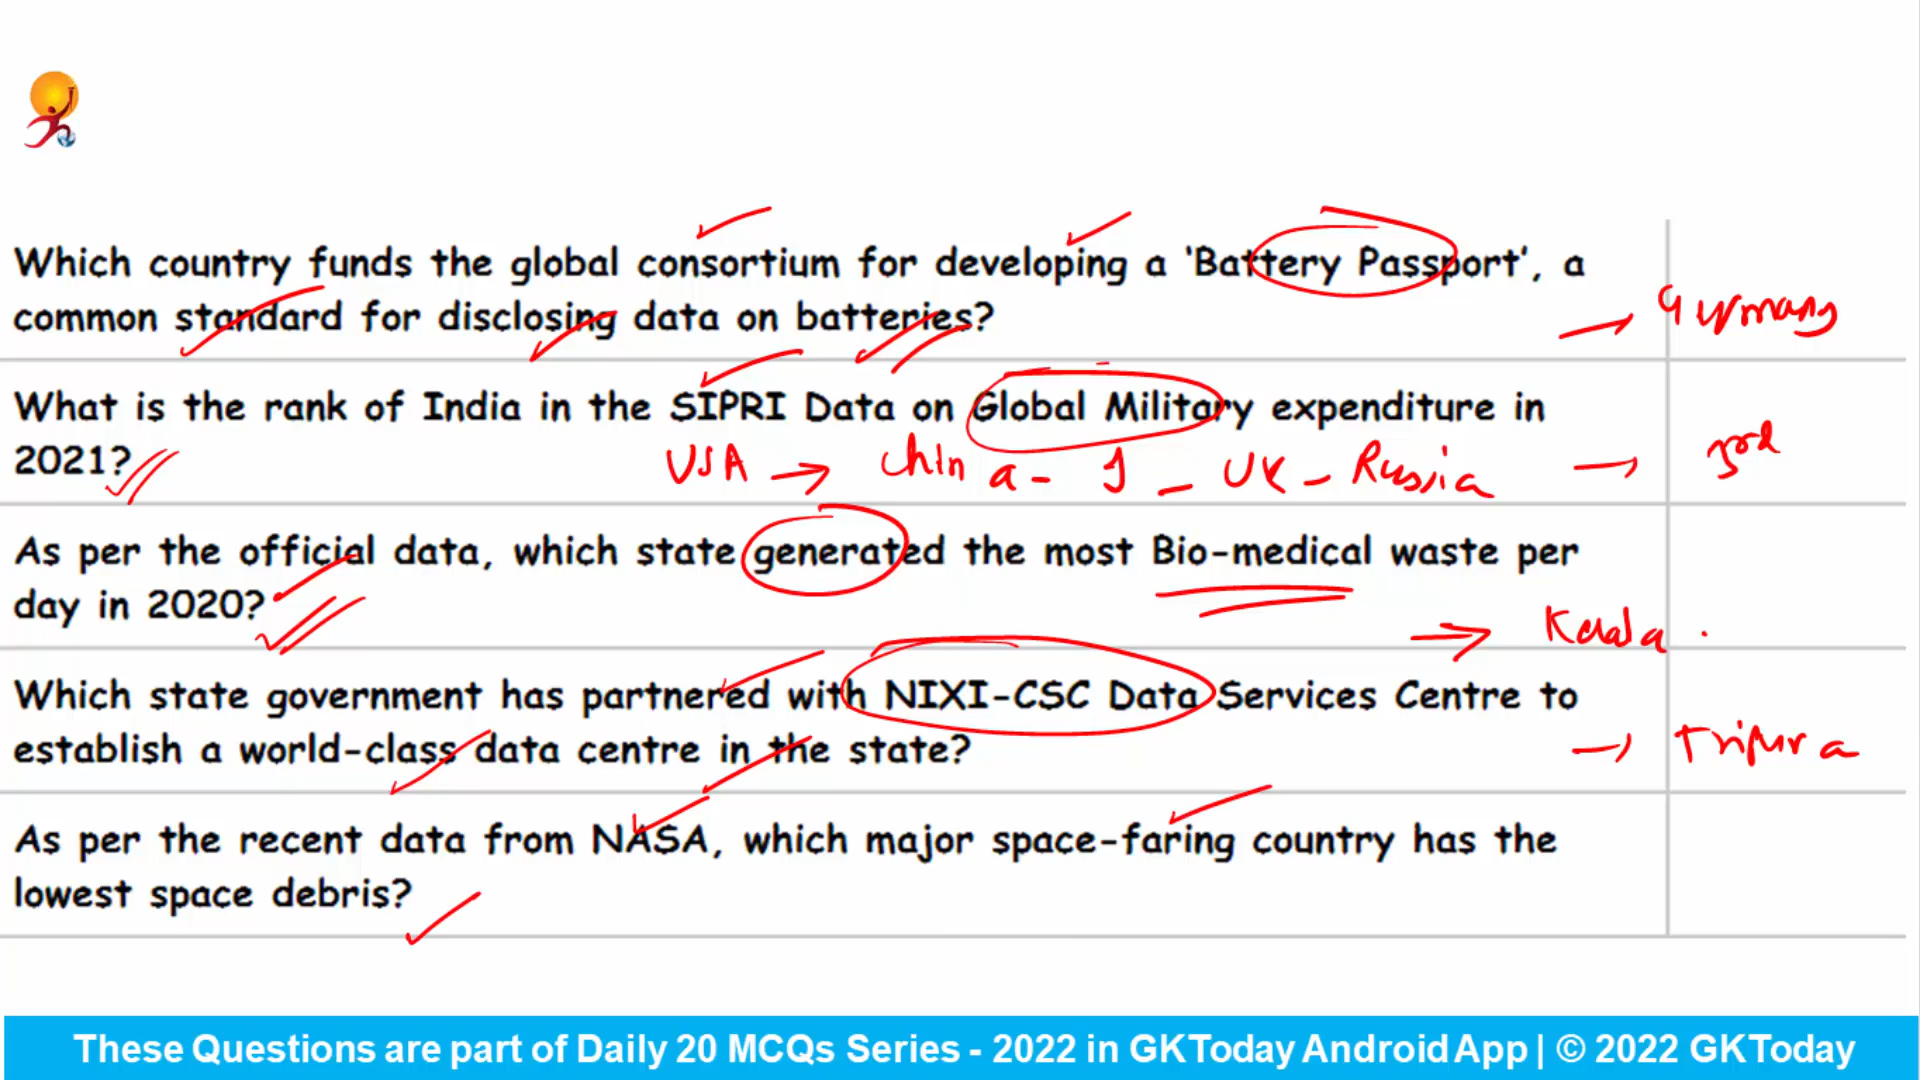 Which country funds the global consortium for developing a ‘Battery Passport’, a
common standard for disclosing data on batteries?
→ Germany
What is the rank of India in the SIPRI Data on Global Military expenditure in
2021?
USA → China - I - UK - Russia → 3rd
As per the official data, which state generated the most Bio-medical waste per
day in 2020?
→ Kerala.
Which state government has partnered with NIXI-CSC Data Services Centre to
establish a world-class data centre in the state?
→ Tripura
As per the recent data from NASA, which major space-faring country has the
lowest space debris?
These Questions are part of Daily 20 MCQs Series - 2022 in GKToday Android App | © 2022 GKToday